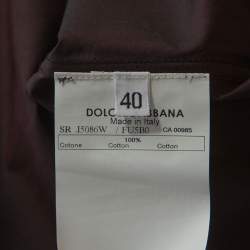 40
DOLCE & GABBANA
Made in Italy
SR I5086W / FU5B0 CA 00985
100%
Cotone Cotton Cotton